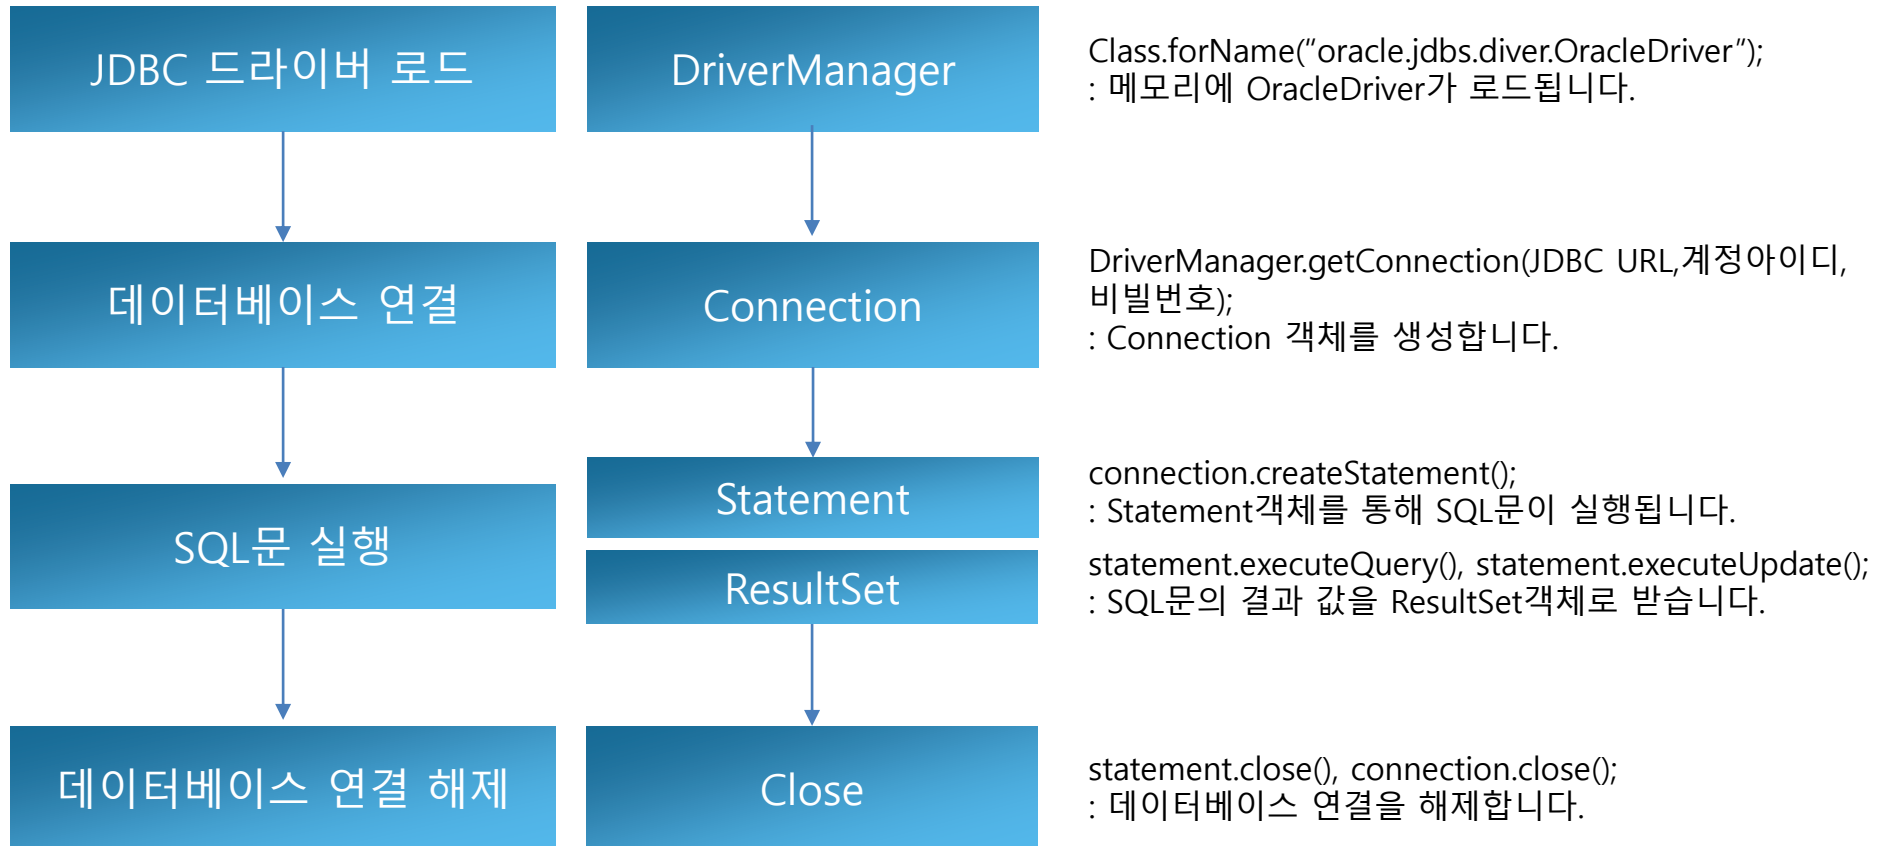 JDBC 드라이버 로드
DriverManager
Class.forName("oracle.jdbs.diver.OracleDriver");
: 메모리에 OracleDriver가 로드됩니다.
데이터베이스 연결
Connection
DriverManager.getConnection(JDBC URL,계정아이디,
비빌번호);
: Connection 객체를 생성합니다.
SQL문 실행
Statement
connection.createStatement();
: Statement객체를 통해 SQL문이 실행됩니다.
ResultSet
statement.executeQuery(), statement.executeUpdate();
: SQL문의 결과 값을 ResultSet객체로 받습니다.
데이터베이스 연결 해제
Close
statement.close(), connection.close();
: 데이터베이스 연결을 해제합니다.